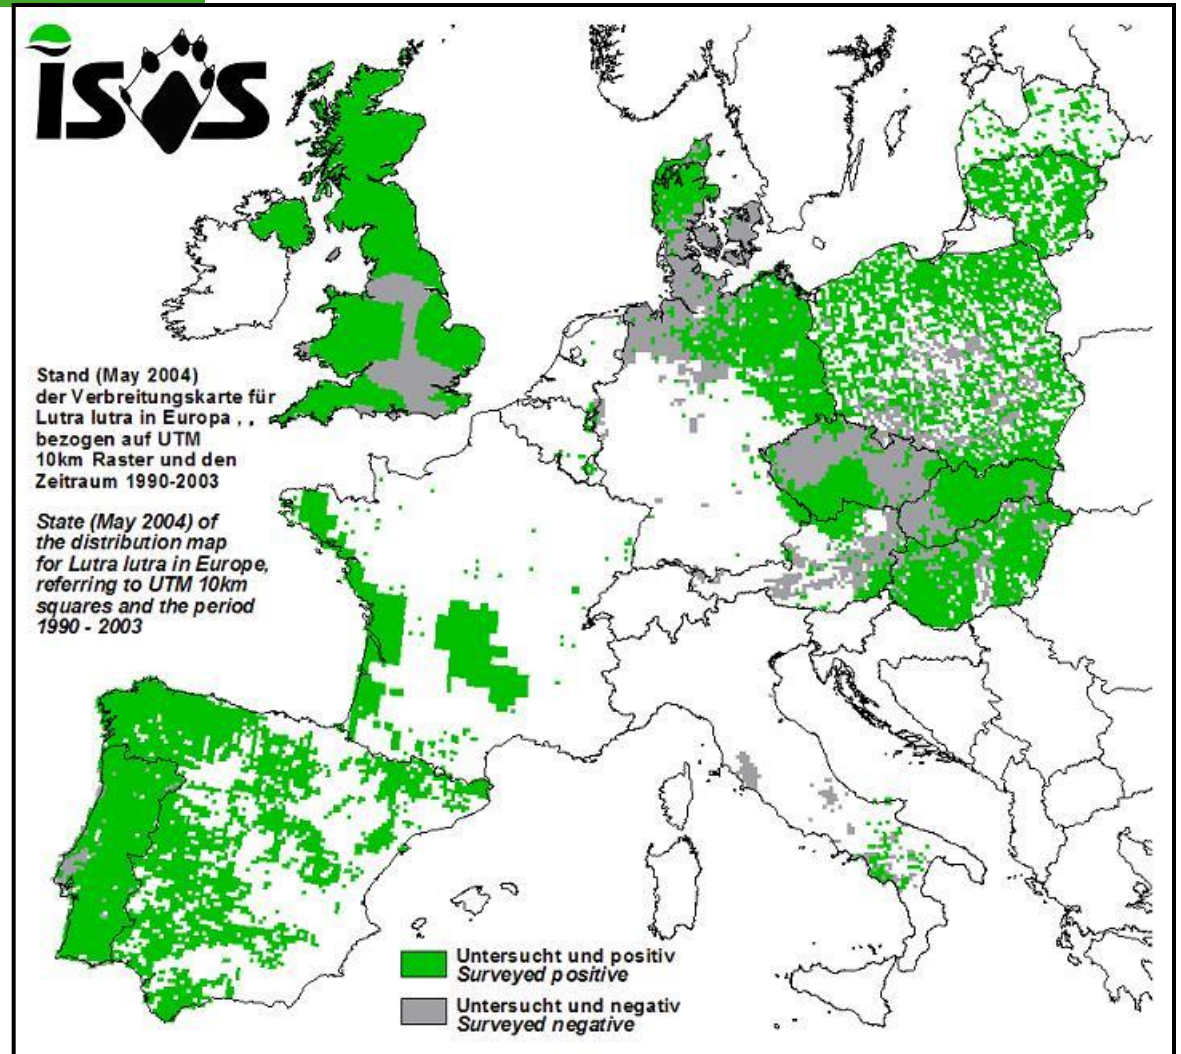 ISOS
Stand (May 2004)
der Verbreitungskarte für
Lutra lutra in Europa , ,
bezogen auf UTM
10km Raster und den
Zeitraum 1990-2003
State (May 2004) of
the distribution map
for Lutra lutra in Europe,
referring to UTM 10km
squares and the period
1990 - 2003
Untersucht und positiv
Surveyed positive
Untersucht und negativ
Surveyed negative